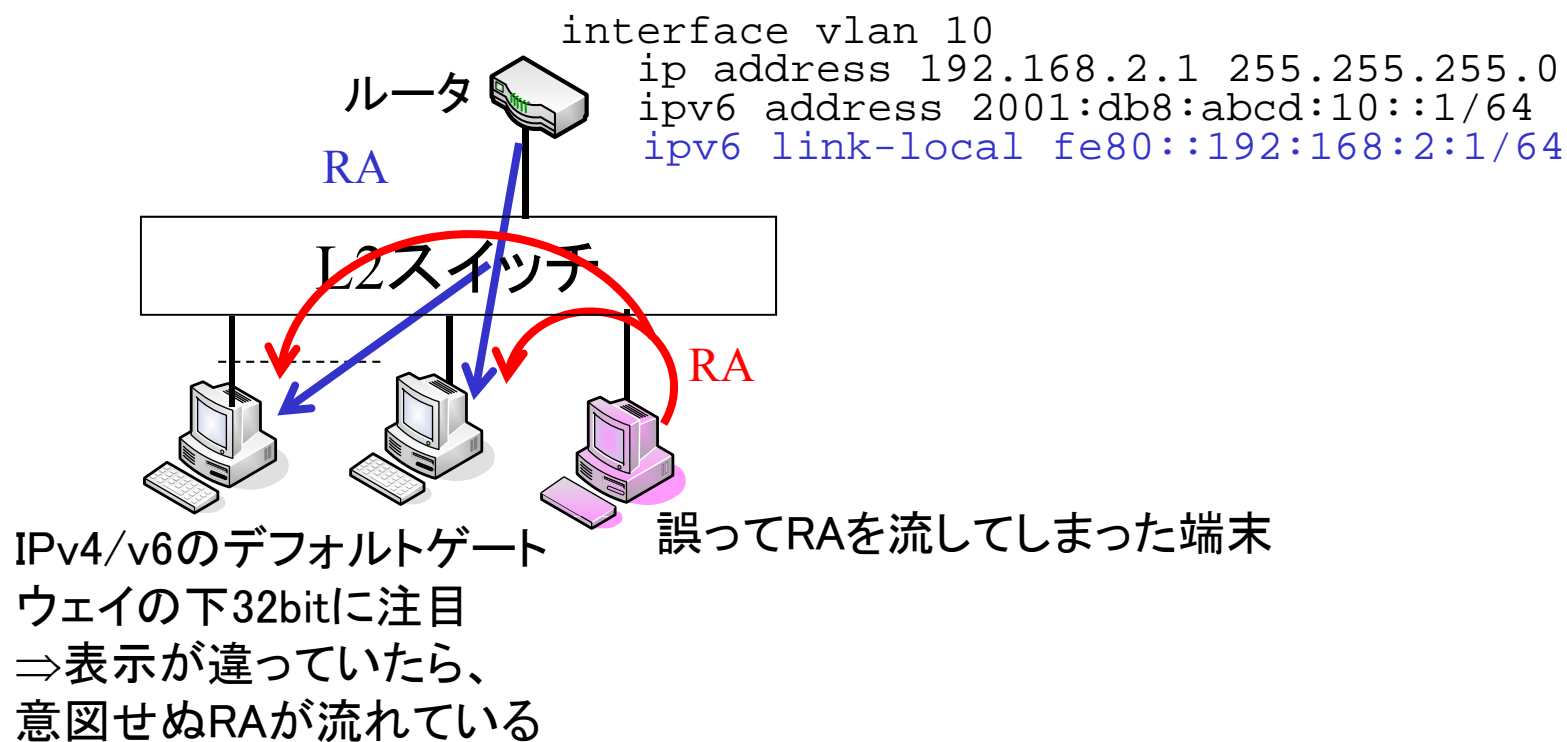 interface vlan 10
ip address 192.168.2.1 255.255.255.0
ipv6 address 2001:db8:abcd:10::1/64
ipv6 link-local fe80::192:168:2:1/64
ルータ
RA
L2スイッチ
RA
誤ってRAを流してしまった端末
IPv4/v6のデフォルトゲート
ウェイの下32bitに注目
⇒表示が違っていたら、
意図せぬRAが流れている